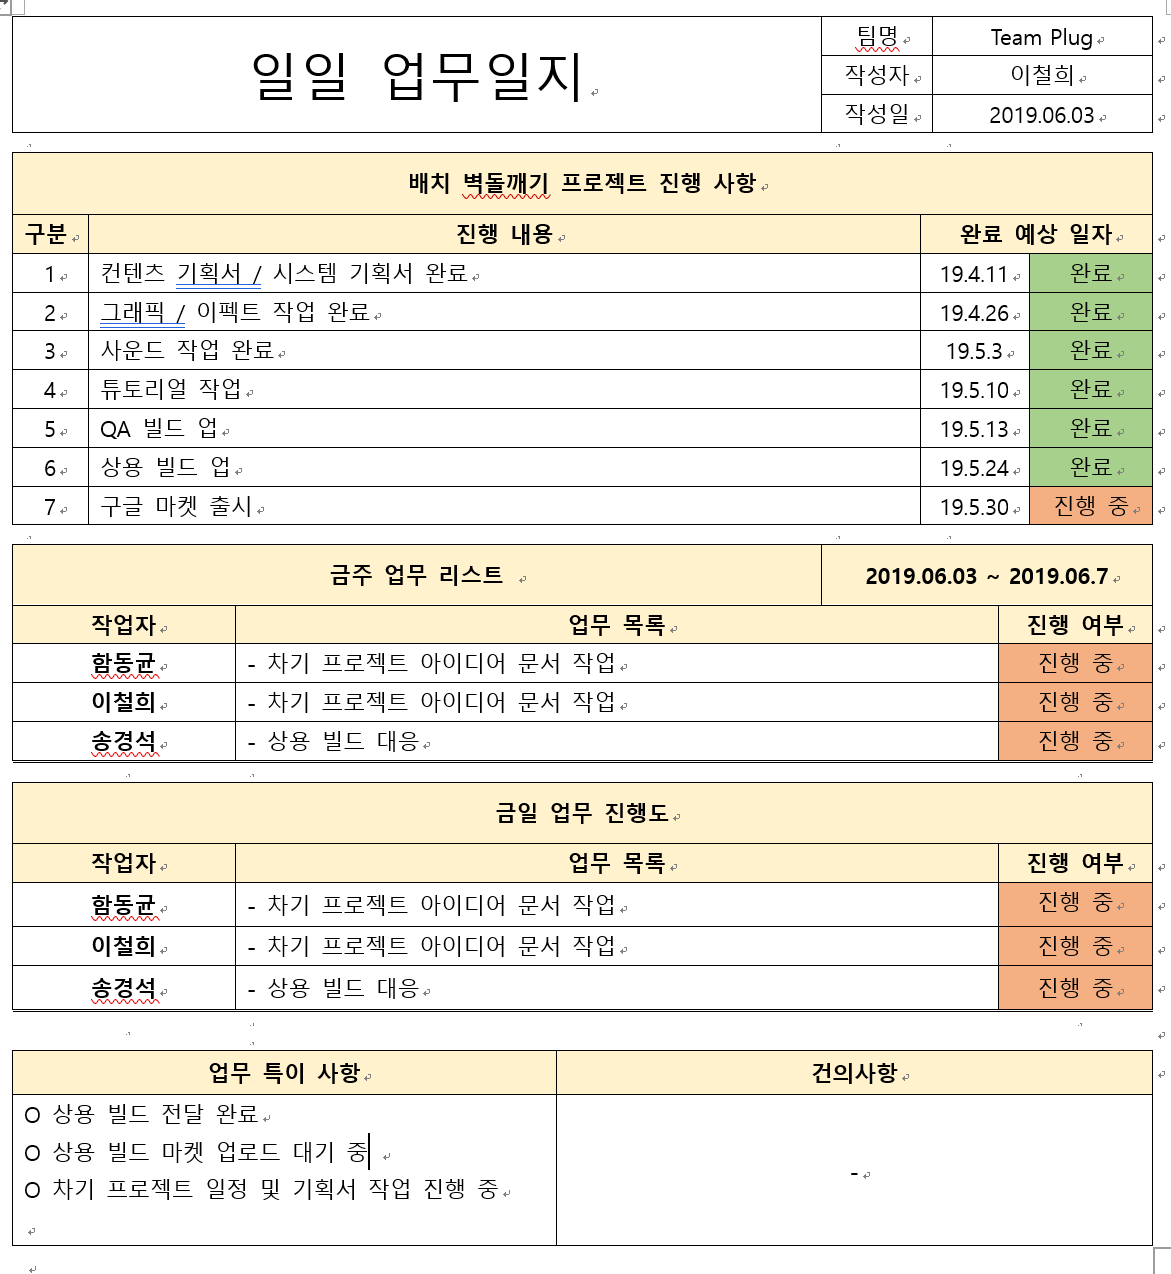 일일 업무일지
팀명 Team Plug
작성자 이철희
작성일 2019.06.03
배치 벽돌깨기 프로젝트 진행 사항
구분 진행 내용 완료 예상 일자
1 컨텐츠 기획서 / 시스템 기획서 완료 19.4.11 완료
2 그래픽 / 이펙트 작업 완료 19.4.26 완료
3 사운드 작업 완료 19.5.3 완료
4 튜토리얼 작업 19.5.10 완료
5 QA 빌드 업 19.5.13 완료
6 상용 빌드 업 19.5.24 완료
7 구글 마켓 출시 19.5.30 진행 중
금주 업무 리스트 2019.06.03 ~ 2019.06.7
작업자 업무 목록 진행 여부
함동균 - 차기 프로젝트 아이디어 문서 작업 진행 중
이철희 - 차기 프로젝트 아이디어 문서 작업 진행 중
송경석 - 상용 빌드 대응 진행 중
금일 업무 진행도
작업자 업무 목록 진행 여부
함동균 - 차기 프로젝트 아이디어 문서 작업 진행 중
이철희 - 차기 프로젝트 아이디어 문서 작업 진행 중
송경석 - 상용 빌드 대응 진행 중
업무 특이 사항 건의사항
O 상용 빌드 전달 완료
O 상용 빌드 마켓 업로드 대기 중
-
O 차기 프로젝트 일정 및 기획서 작업 진행 중